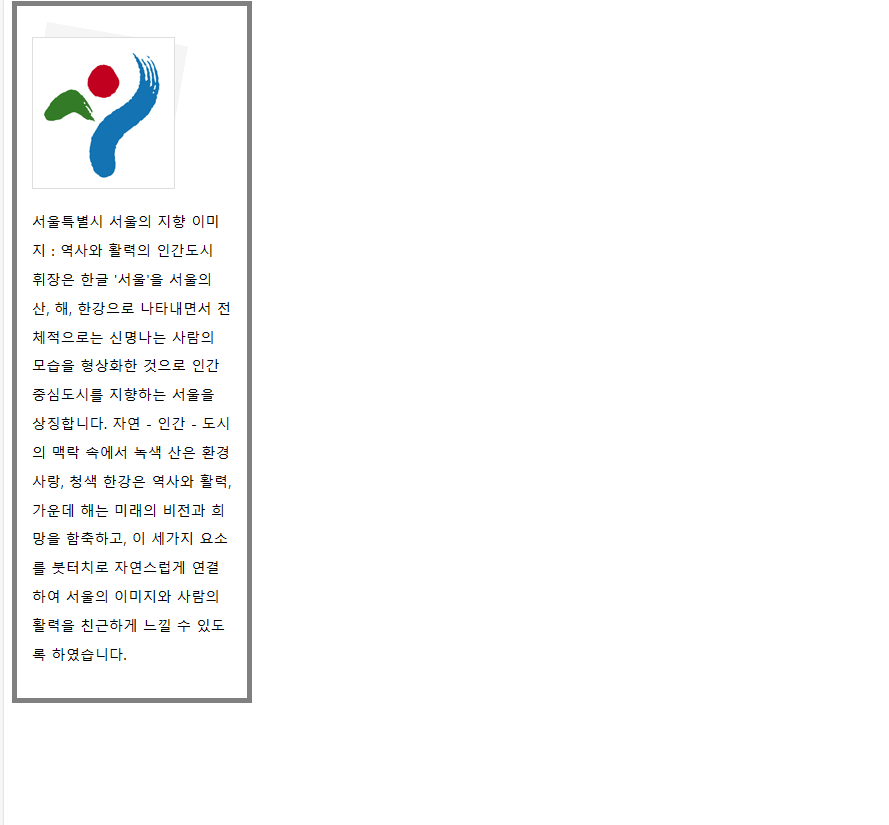 서울특별시 서울의 지향 이미
지 : 역사와 활력의 인간도시
휘장은 한글 '서울'을 서울의
산, 해, 한강으로 나타내면서 전
체적으로는 신명나는 사람의
모습을 형상화한 것으로 인간
중심도시를 지향하는 서울을
상징합니다. 자연 - 인간 - 도시
의 맥락 속에서 녹색 산은 환경
사랑, 청색 한강은 역사와 활력,
가운데 해는 미래의 비전과 희
망을 함축하고, 이 세가지 요소
를 붓터치로 자연스럽게 연결
하여 서울의 이미지와 사람의
활력을 친근하게 느낄 수 있도
록 하였습니다.